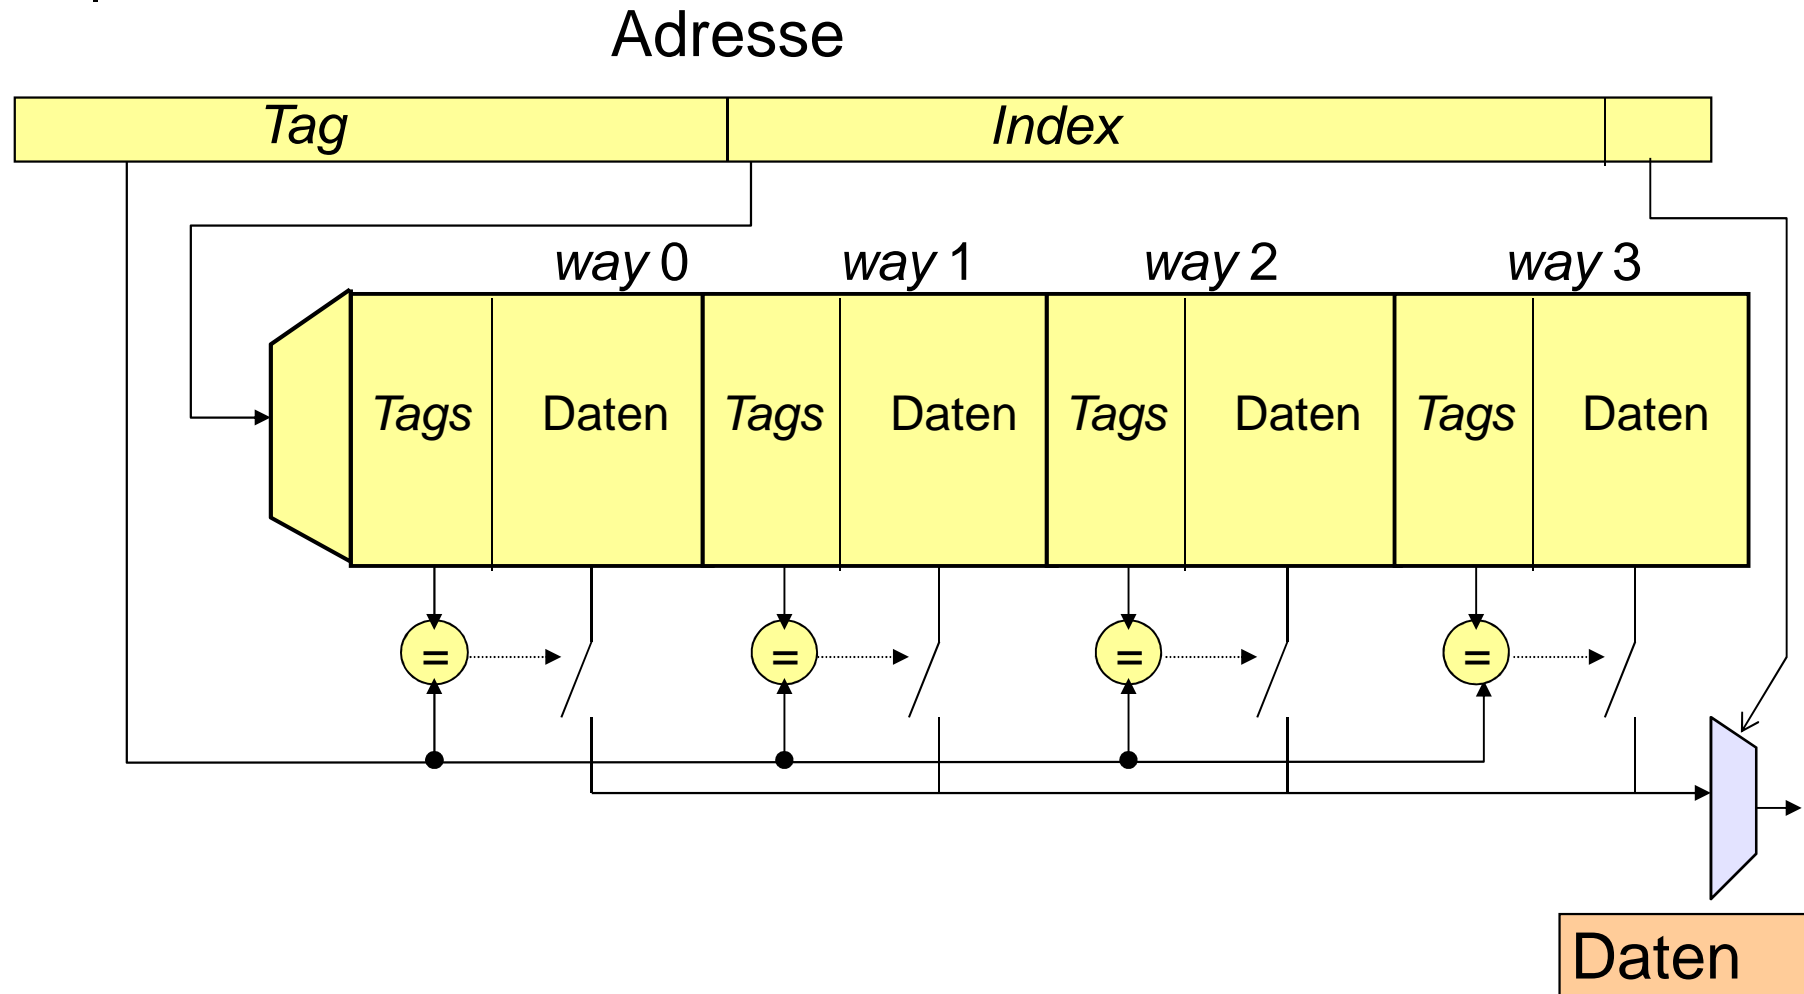 Adresse
Tag Index
way 0 way 1 way 2 way 3
Tags Daten Tags Daten Tags Daten Tags Daten
= = = =
Daten